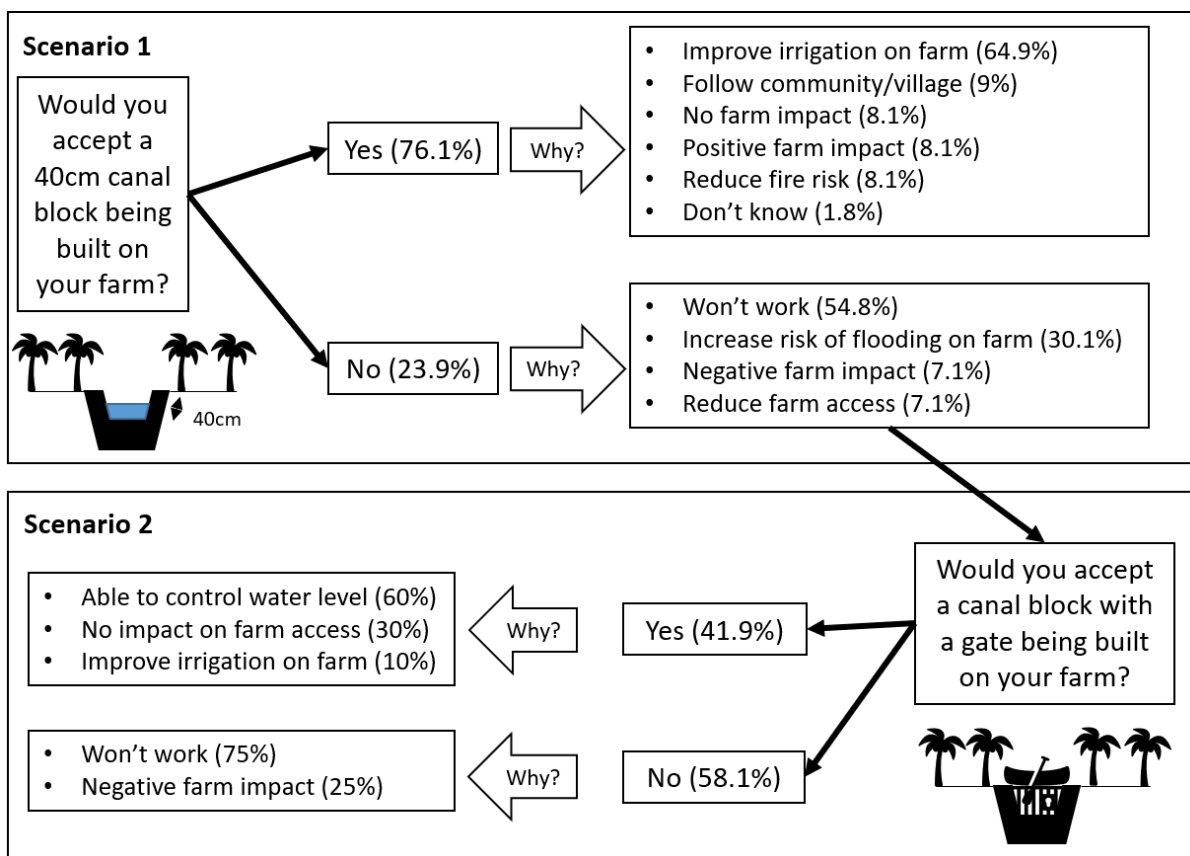 Scenario 1
Would you
accept a
40cm canal
block being
built on
your farm?
40cm
Yes (76.1%)
Why?
• Improve irrigation on farm (64.9%)
• Follow community/village (9%)
• No farm impact (8.1%)
• Positive farm impact (8.1%)
• Reduce fire risk (8.1%)
• Don't know (1.8%)
No (23.9%)
Why?
• Won't work (54.8%)
• Increase risk of flooding on farm (30.1%)
• Negative farm impact (7.1%)
• Reduce farm access (7.1%)
Scenario 2
Would you accept
a canal block with
a gate being built
on your farm?
Yes (41.9%)
Why?
• Able to control water level (60%)
• No impact on farm access (30%)
• Improve irrigation on farm (10%)
No (58.1%)
Why?
• Won't work (75%)
• Negative farm impact (25%)